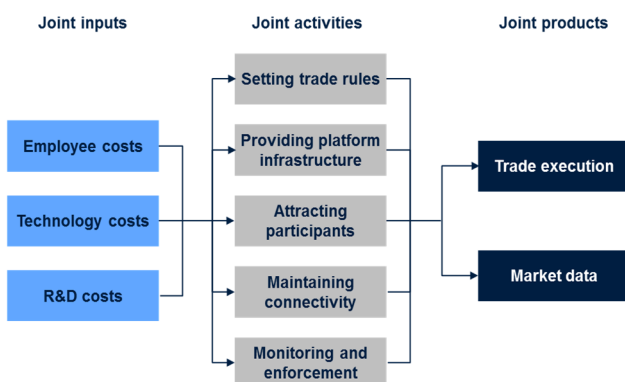 Joint inputs
Joint activities
Joint products
Employee costs
Technology costs
R&D costs
Setting trade rules
Providing platform
infrastructure
Attracting
participants
Maintaining
connectivity
Monitoring and
enforcement
Trade execution
Market data